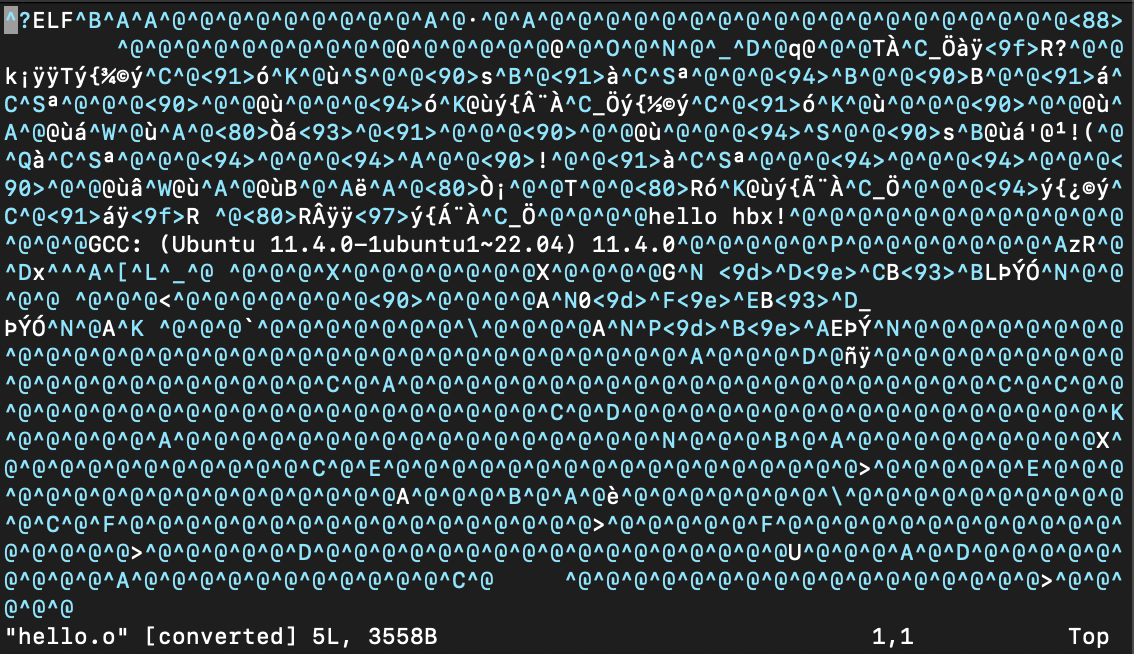 ^?ELF^B^A^A^@^@^@^@^@^@^@^@^@^A^@·^@^A^@^@^@^@^@^@^@^@^@^@^@^@^@^@^@^@^@^@^@<88>
        ^@^@^@^@^@^@^@^@^@^@@^@^@^@^@^@@^@^O^@^N^@^_^D^@q@^@^@TÀ^C_Öàÿ<9f>R?^@^@
k¡ÿÿTý{¾©ý^C^@<91>ó^K^@ù^S^@^@<90>s^B^@<91>à^C^Sª^@^@^@<94>^B^@^@<90>B^@^@<91>á^
C^Sª^@^@^@<90>^@^@@ù^@^@^@<94>ó^K@ùý{Â¨À^C_Öý{½©ý^C^@<91>ó^K^@ù^@^@^@<90>^@^@@ù^
A^@@ùá^W^@ù^A^@<80>Òá<93>^@<91>^@^@^@<90>^@^@@ù^@^@^@<94>^S^@^@<90>s^B@ùá'@¹!(^@
^Qà^C^Sª^@^@^@<94>^@^@^@<94>^A^@^@<90>!^@^@<91>à^C^Sª^@^@^@<94>^@^@^@<94>^@^@^@<
90>^@^@@ùâ^W@ù^A^@@ùB^@^Aë^A^@<80>Ò¡^@^@T^@^@<80>Ró^K@ùý{Ã¨À^C_Ö^@^@^@<94>ý{¿©ý^
C^@<91>áÿ<9f>R ^@<80>RÂÿÿ<97>ý{Á¨À^C_Ö^@^@^@^@hello hbx!^@^@^@^@^@^@^@^@^@^@^@^@
^@^@^@GCC: (Ubuntu 11.4.0-1ubuntu1~22.04) 11.4.0^@^@^@^@^@^P^@^@^@^@^@^@^@^AzR^@
^Dx^^^A^[^L^_^@ ^@^@^@^X^@^@^@^@^@^@^@X^@^@^@^@G^N <9d>^D<9e>^CB<93>^BLÞÝÓ^N^@^@
^@^@ ^@^@^@<^@^@^@^@^@^@^@<90>^@^@^@^@A^N0<9d>^F<9e>^EB<93>^D_
ÞÝÓ^N^@A^K ^@^@^@`^@^@^@^@^@^@^@^\^@^@^@^@A^N^P<9d>^B<9e>^AEÞÝ^N^@^@^@^@^@^@^@^@
^@^@^@^@^@^@^@^@^@^@^@^@^@^@^@^@^@^@^@^@^@^@^@^@^A^@^@^@^D^@ñÿ^@^@^@^@^@^@^@^@^@
^@^@^@^@^@^@^@^@^@^@^@^C^@^A^@^@^@^@^@^@^@^@^@^@^@^@^@^@^@^@^@^@^@^@^@^C^@^C^@^@
^@^@^@^@^@^@^@^@^@^@^@^@^@^@^@^@^@^@^@^C^@^D^@^@^@^@^@^@^@^@^@^@^@^@^@^@^@^@^@^K
^@^@^@^@^@^A^@^@^@^@^@^@^@^@^@^@^@^@^@^@^@^@^@^N^@^@^@^B^@^A^@^@^@^@^@^@^@^@^@X^
@^@^@^@^@^@^@^@^@^@^@^C^@^E^@^@^@^@^@^@^@^@^@^@^@^@^@^@^@^@^@>^@^@^@^@^@^E^@^@^@
^@^@^@^@^@^@^@^@^@^@^@^@^@^@A^@^@^@^B^@^A^@è^@^@^@^@^@^@^@^\^@^@^@^@^@^@^@^@^@^@
^@^C^@^F^@^@^@^@^@^@^@^@^@^@^@^@^@^@^@^@^@>^@^@^@^@^@^F^@^@^@^@^@^@^@^@^@^@^@^@^
@^@^@^@^@>^@^@^@^@^@^D^@^@^@^@^@^@^@^@^@^@^@^@^@^@^@^@^@U^@^@^@^A^@^D^@^@^@^@^@^
@^@^@^@^A^@^@^@^@^@^@^@^@^@^@^@^C^@     ^@^@^@^@^@^@^@^@^@^@^@^@^@^@^@^@^@>^@^@^
@^@^@
"hello.o" [converted] 5L, 3558B 1,1 Top